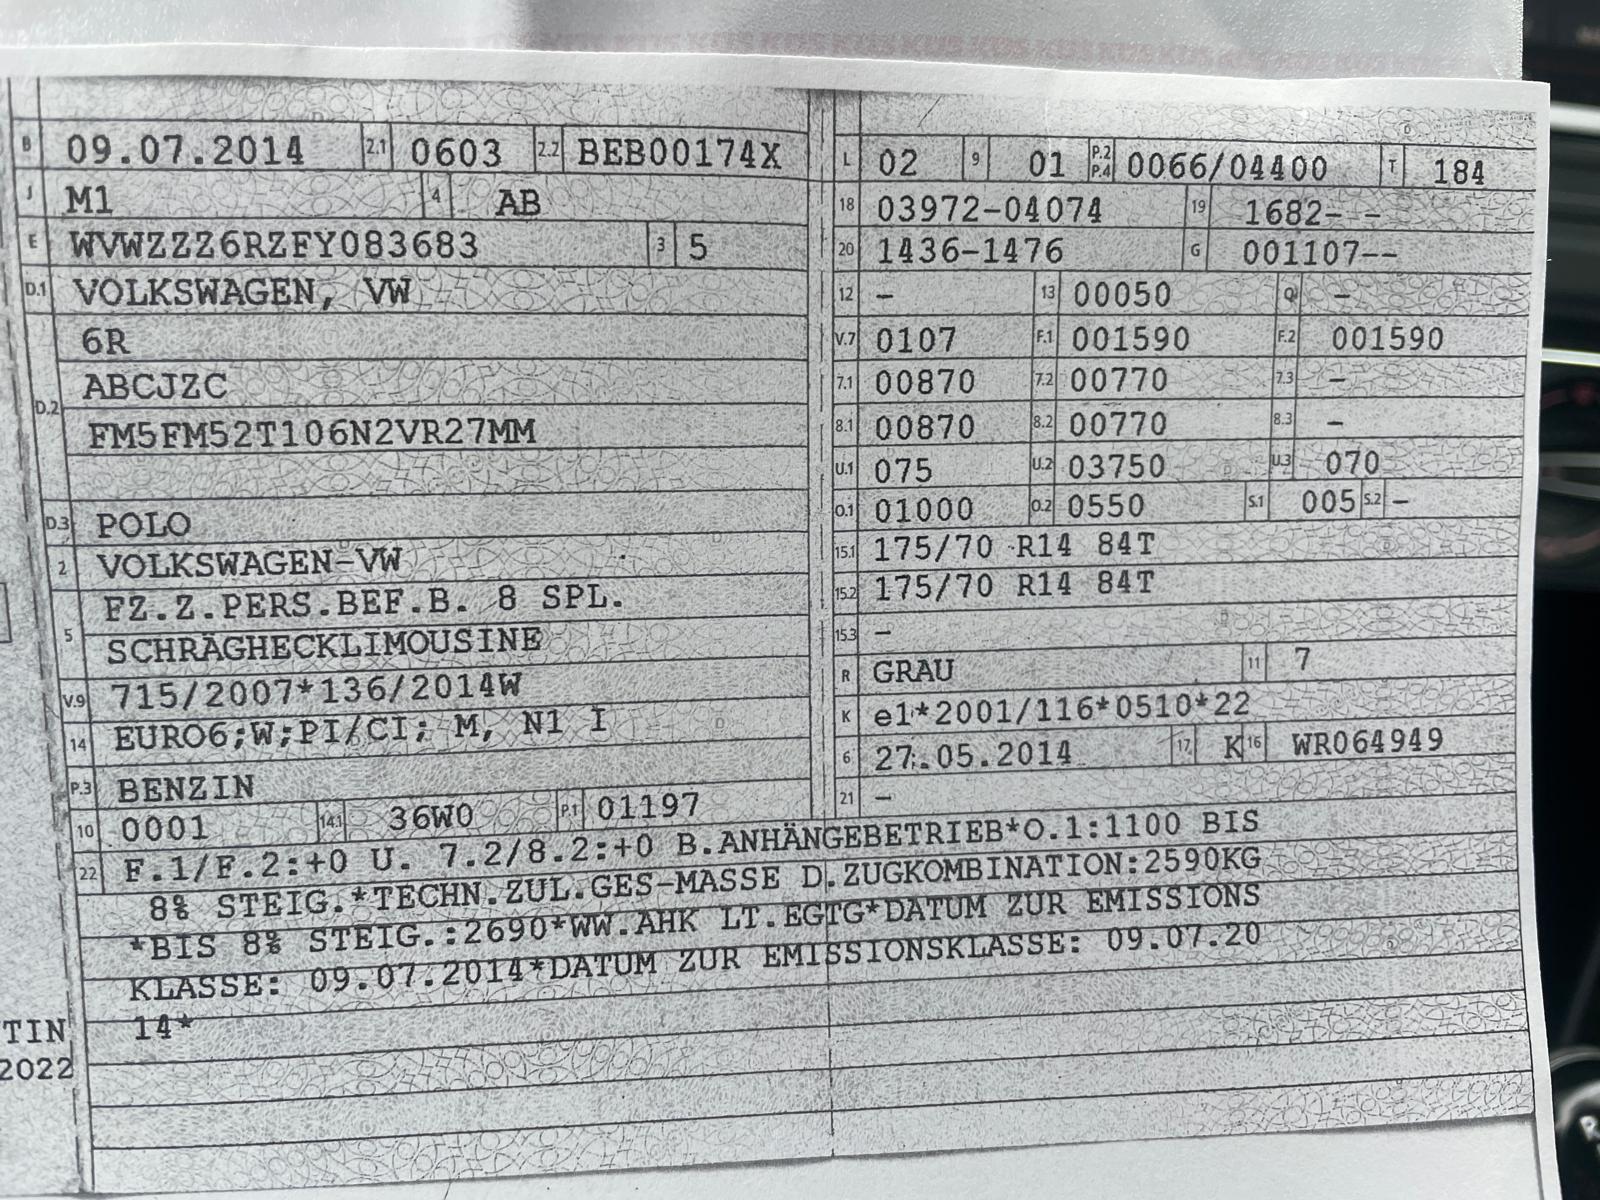 KUS KUS KUS KUS KUS KUS KUS KUS
B 09.07.2014 2.1 0603 2.2 BEB00174X
J M1 4 AB
E WVWZZZ6RZFY083683 3 5
D.1 VOLKSWAGEN, VW
D.2 6R
ABCJZC
FM5FM52T106N2VR27MM
D.3 POLO
2 VOLKSWAGEN-VW
5 FZ.Z.PERS.BEF.B. 8 SPL.
SCHRÄGHECKLIMOUSINE
V.9 715/2007*136/2014W
14 EURO6;W;PI/CI; M, N1 I
P.3 BENZIN
10 0001 14.1 36W0 P.1 01197
L 02 9 01 P.2 P.4 0066/04400 T 184
18 03972-04074 19 1682- -
20 1436-1476 G 001107--
12 - 13 00050 Q -
V.7 0107 F.1 001590 F.2 001590
7.1 00870 7.2 00770 7.3 -
8.1 00870 8.2 00770 8.3 -
U.1 075 U.2 03750 U.3 070
O.1 01000 O.2 0550 S.1 005 S.2 -
15.1 175/70 R14 84T
15.2 175/70 R14 84T
15.3 -
R GRAU 11 7
K e1*2001/116*0510*22
6 27.05.2014 17 K 16 WR064949
21 -
22 F.1/F.2:+0 U. 7.2/8.2:+0 B.ANHÄNGEBETRIEB*O.1:1100 BIS
8% STEIG.*TECHN.ZUL.GES-MASSE D.ZUGKOMBINATION:2590KG
*BIS 8% STEIG.:2690*WW.AHK LT.EGTG*DATUM ZUR EMISSIONS
KLASSE: 09.07.2014*DATUM ZUR EMISSIONSKLASSE: 09.07.20
14*
TIN
2022